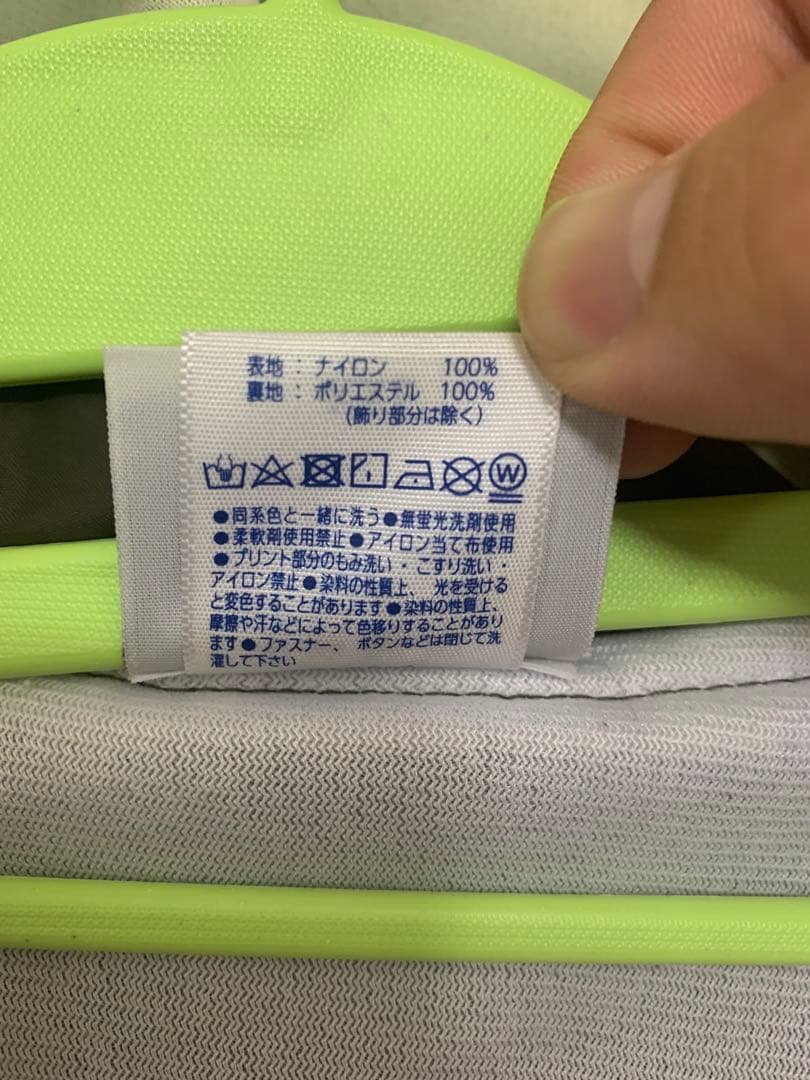 表地 : ナイロン 100%
裏地 : ポリエステル 100%
(飾り部分は除く)
W
●同系色と一緒に洗う●無蛍光洗剤使用
●柔軟剤使用禁止●アイロン当て布使用
●プリント部分のもみ洗い・こすり洗い・
アイロン禁止●染料の性質上、光を受ける
と変色することがあります●染料の性質上、
摩擦や汗などによって色移りすることがあり
ます●ファスナー、ボタンなどは閉じて洗
濯して下さい